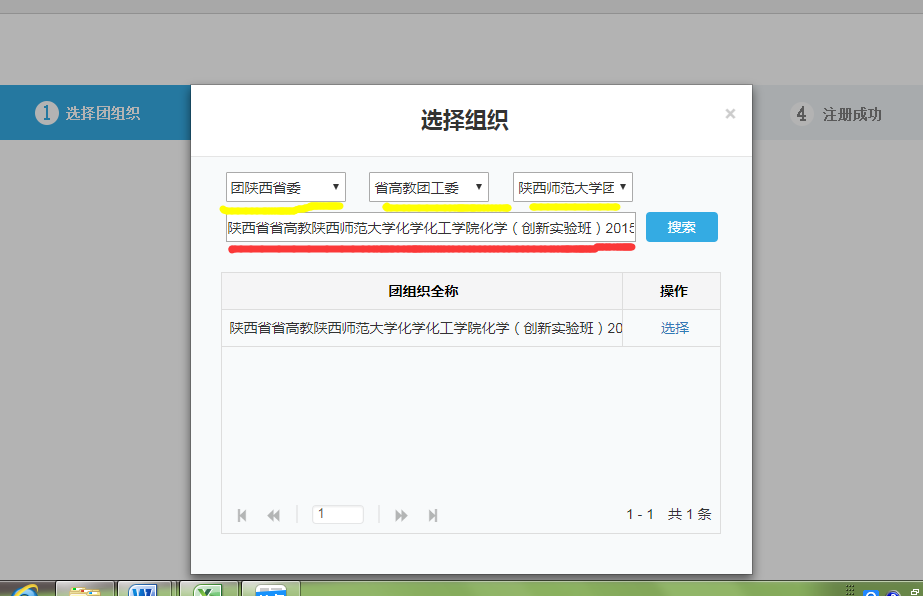 1 选择团组织
选择组织
×
4 注册成功
团陕西省委
省高教团工委
陕西师范大学团
陕西省省高教陕西师范大学化学化工学院化学（创新实验班）2015
搜索
团组织全称
操作
陕西省省高教陕西师范大学化学化工学院化学（创新实验班）20
选择
1
1 - 1 共 1 条